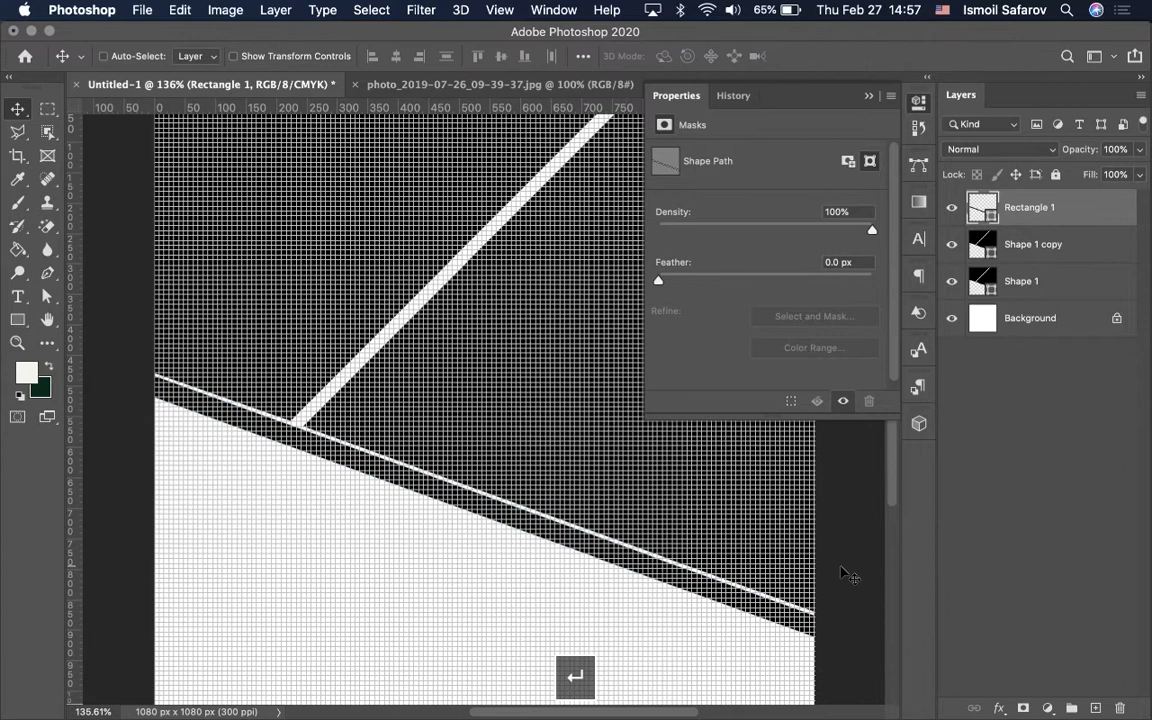 Photoshop File Edit Image Layer Type Select Filter 3D View Window Help 65% Thu Feb 27 14:57 Ismoil Safarov
Adobe Photoshop 2020
Auto-Select: Layer Show Transform Controls 3D Mode:
Untitled-1 @ 136% (Rectangle 1, RGB/8/CMYK) * photo_2019-07-26_09-39-37.jpg @ 100% (RGB/8#)
100 50 0 50 100 150 200 250 300 350 400 450 500 550 600 650 700 750
Properties History
Masks
Shape Path
Density: 100%
Feather: 0.0 px
Refine:
Select and Mask...
Color Range...
Layers
Kind
Normal Opacity: 100%
Lock: Fill: 100%
Rectangle 1
Shape 1 copy
Shape 1
Background
135.61% 1080 px x 1080 px (300 ppi)